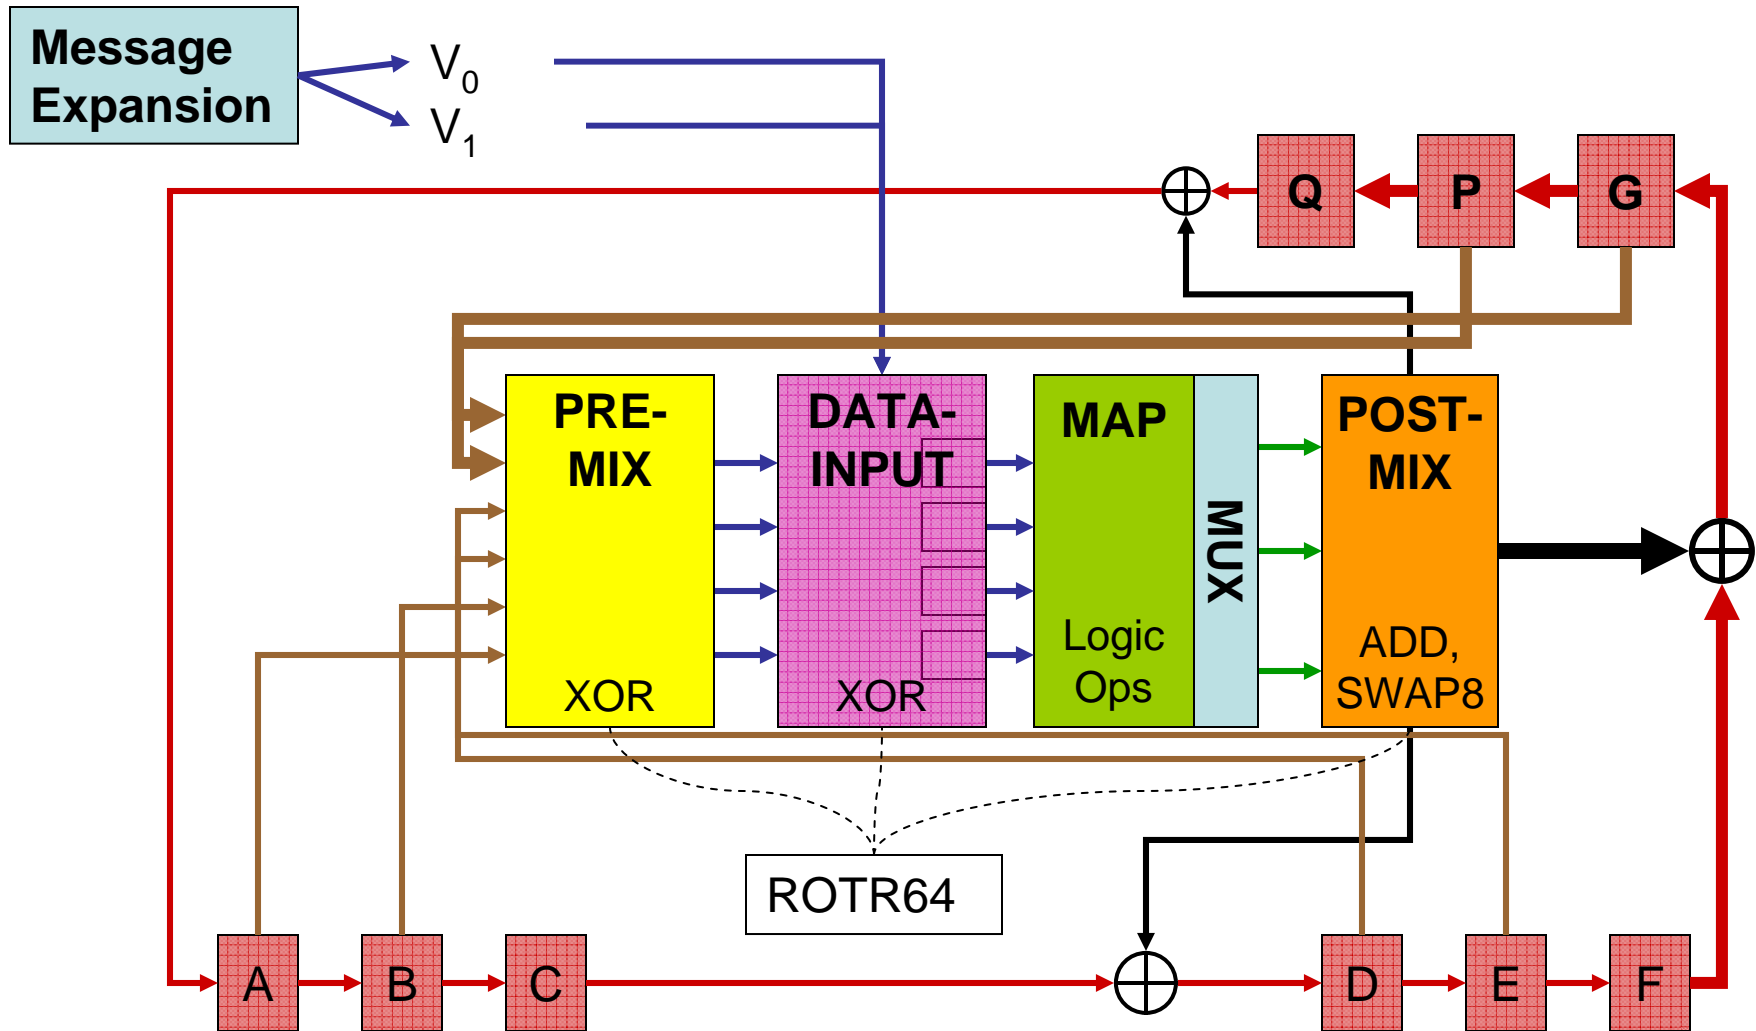 Message
Expansion
V0
V1
Q
P
G
PRE-
MIX
XOR
DATA-
INPUT
XOR
MAP
Logic
Ops
MUX
POST-
MIX
ADD,
SWAP8
ROTR64
A
B
C
D
E
F